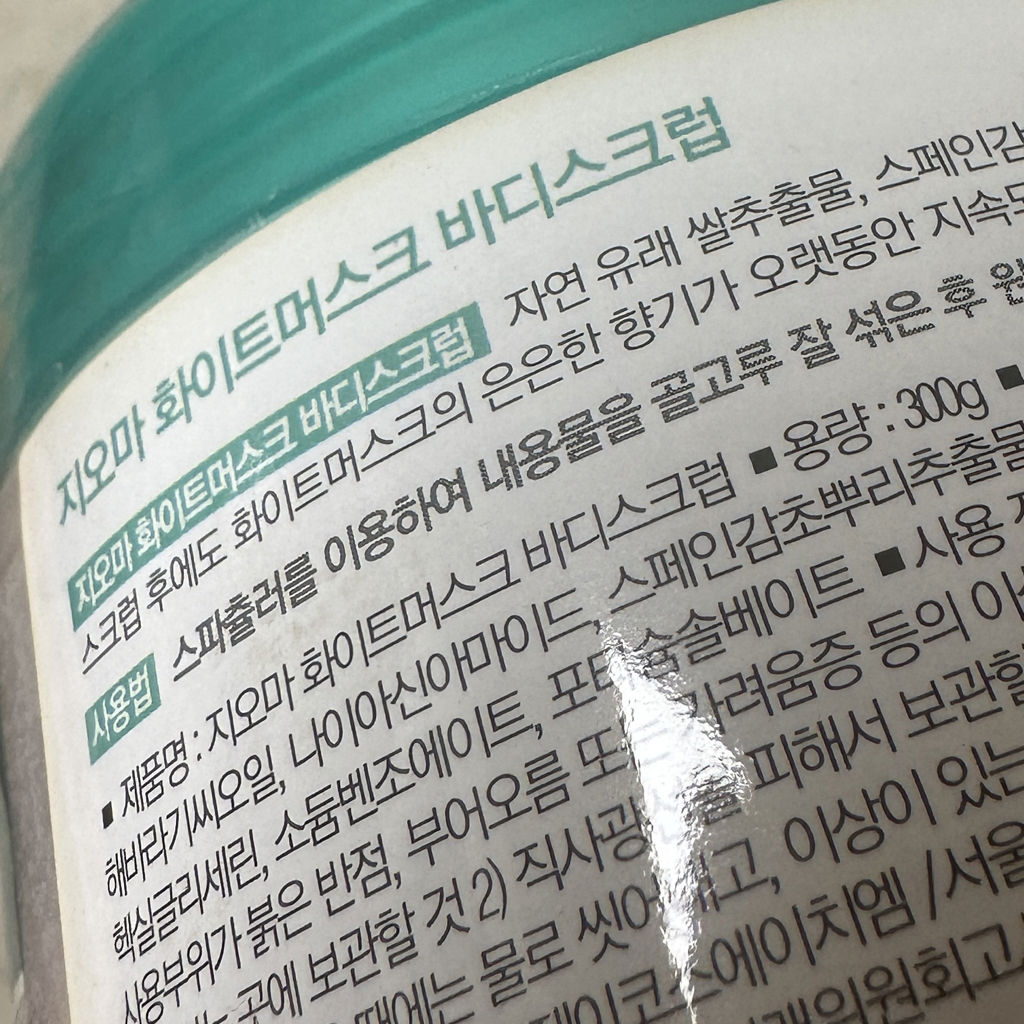 지오마 화이트머스크 바디스크럽
지오마 화이트머스크 바디스크럽 자연 유래 쌀추출물, 스페인감
스크럽 후에도 화이트머스크의 은은한 향기가 오랫동안 지속되
사용법 스파출러를 이용하여 내용물을 골고루 잘 섞은 후
■ 제품명 : 지오마 화이트머스크 바디스크럽 ■ 용량 : 300g ■
해바라기씨오일, 나이아신아마이드, 스페인감초뿌리추출물
헥실글리세린, 소듐벤조에이트, 포타슘솔베이트 ■ 사용
사용부위가 붉은 반점, 부어오름 또는 가려움증 등의 이상
곳에 보관할 것 2) 직사광선을 피해서 보관할
때에는 물로 씻어내고, 이상이 있는
에이치엠 /서울